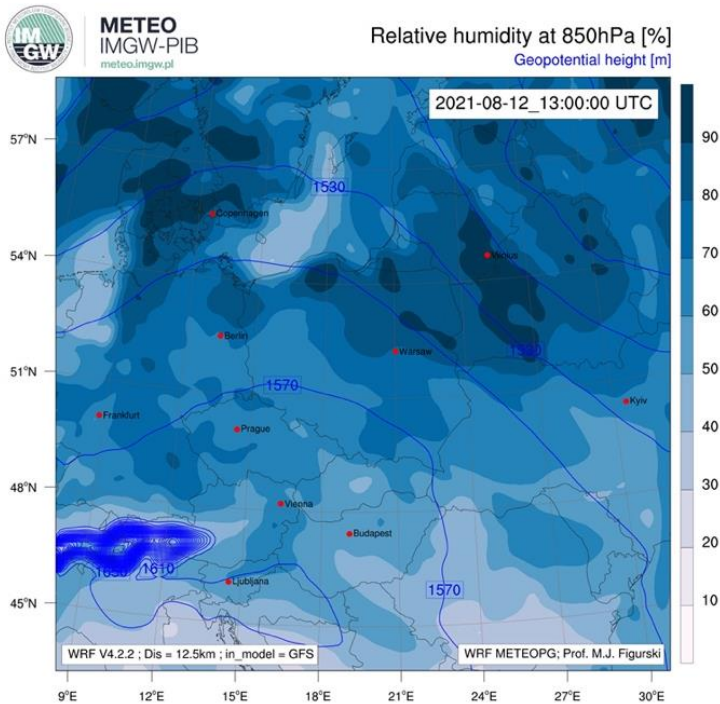 IM
GW
METEO
IMGW-PIB
meteo.imgw.pl
Relative humidity at 850hPa [%]
Geopotential height [m]
2021-08-12_13:00:00 UTC
57°N
54°N
51°N
48°N
45°N
1530
Copenhagen
Vilnius
Berlin
Warsaw
1530
1570
Frankfurt
Prague
Kyiv
Vienna
Budapest
1610
Ljubljana
1570
WRF V4.2.2 ; Dis = 12.5km ; in_model = GFS
WRF METEOPG; Prof. M.J. Figurski
9°E 12°E 15°E 18°E 21°E 24°E 27°E 30°E
90
80
70
60
50
40
30
20
10